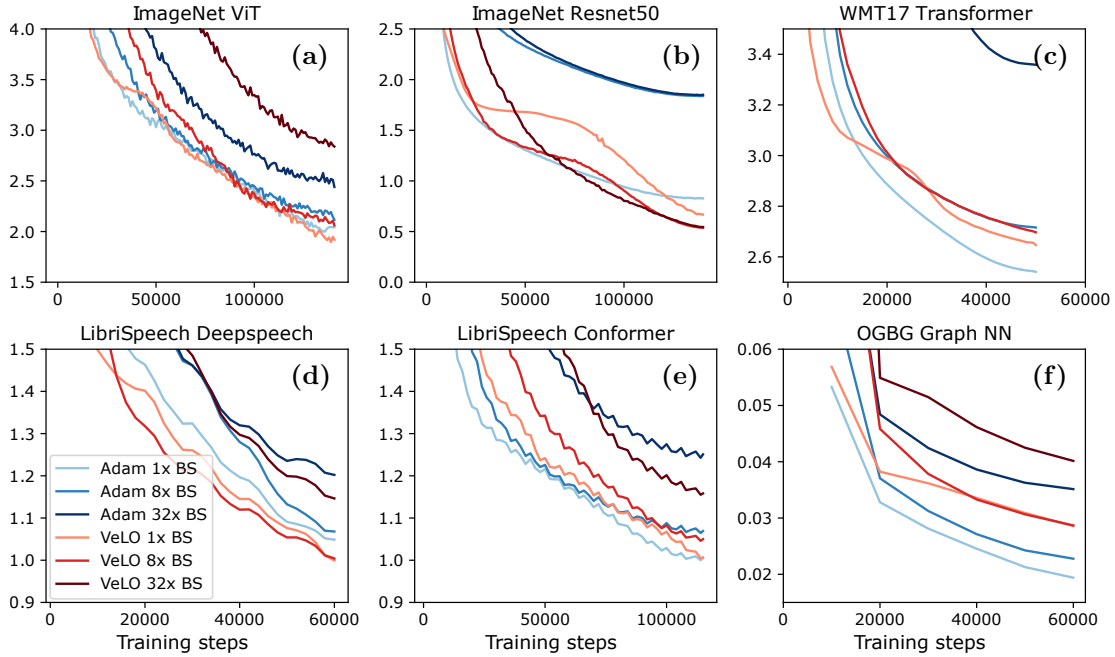 ImageNet ViT
(a)
4.0
3.5
3.0
2.5
2.0
1.5
0
50000
100000
ImageNet Resnet50
(b)
2.5
2.0
1.5
1.0
0.5
0.0
0
50000
100000
WMT17 Transformer
(c)
3.4
3.2
3.0
2.8
2.6
0
20000
40000
60000
LibriSpeech Deepspeech
(d)
1.5
1.4
1.3
1.2
1.1
1.0
0.9
Adam 1x BS
Adam 8x BS
Adam 32x BS
VeLO 1x BS
VeLO 8x BS
VeLO 32x BS
0
20000
40000
60000
Training steps
LibriSpeech Conformer
(e)
1.5
1.4
1.3
1.2
1.1
1.0
0.9
0
50000
100000
Training steps
OGBG Graph NN
(f)
0.06
0.05
0.04
0.03
0.02
0
20000
40000
60000
Training steps